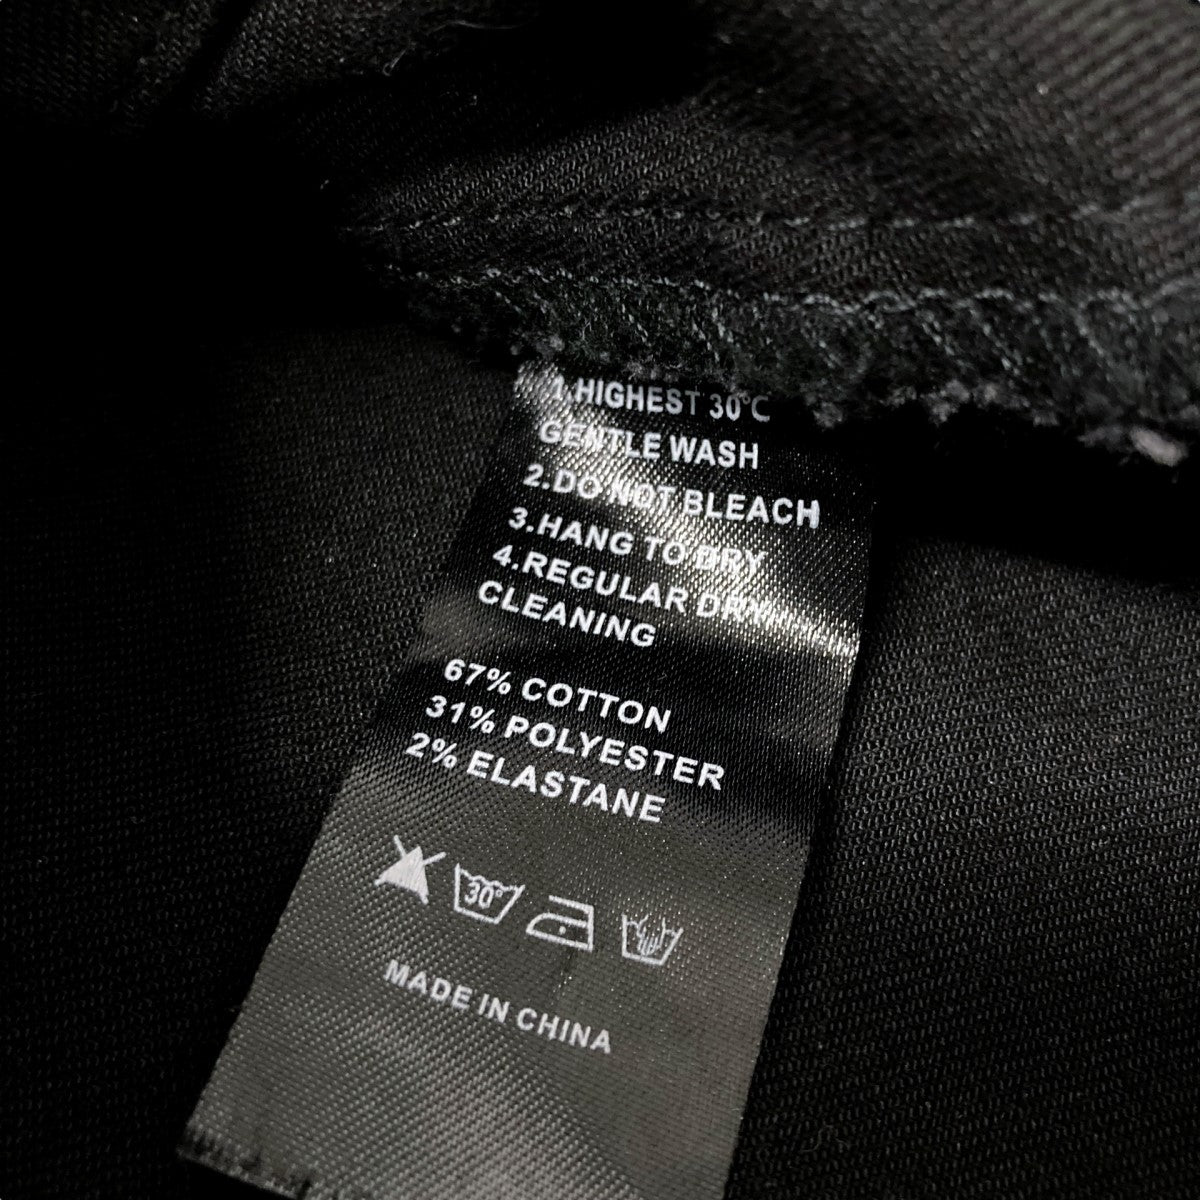 1.HIGHEST 30℃
GENTLE WASH
2.DO NOT BLEACH
3.HANG TO DRY
4.REGULAR DRY
CLEANING
67% COTTON
31% POLYESTER
2% ELASTANE
30°
MADE IN CHINA